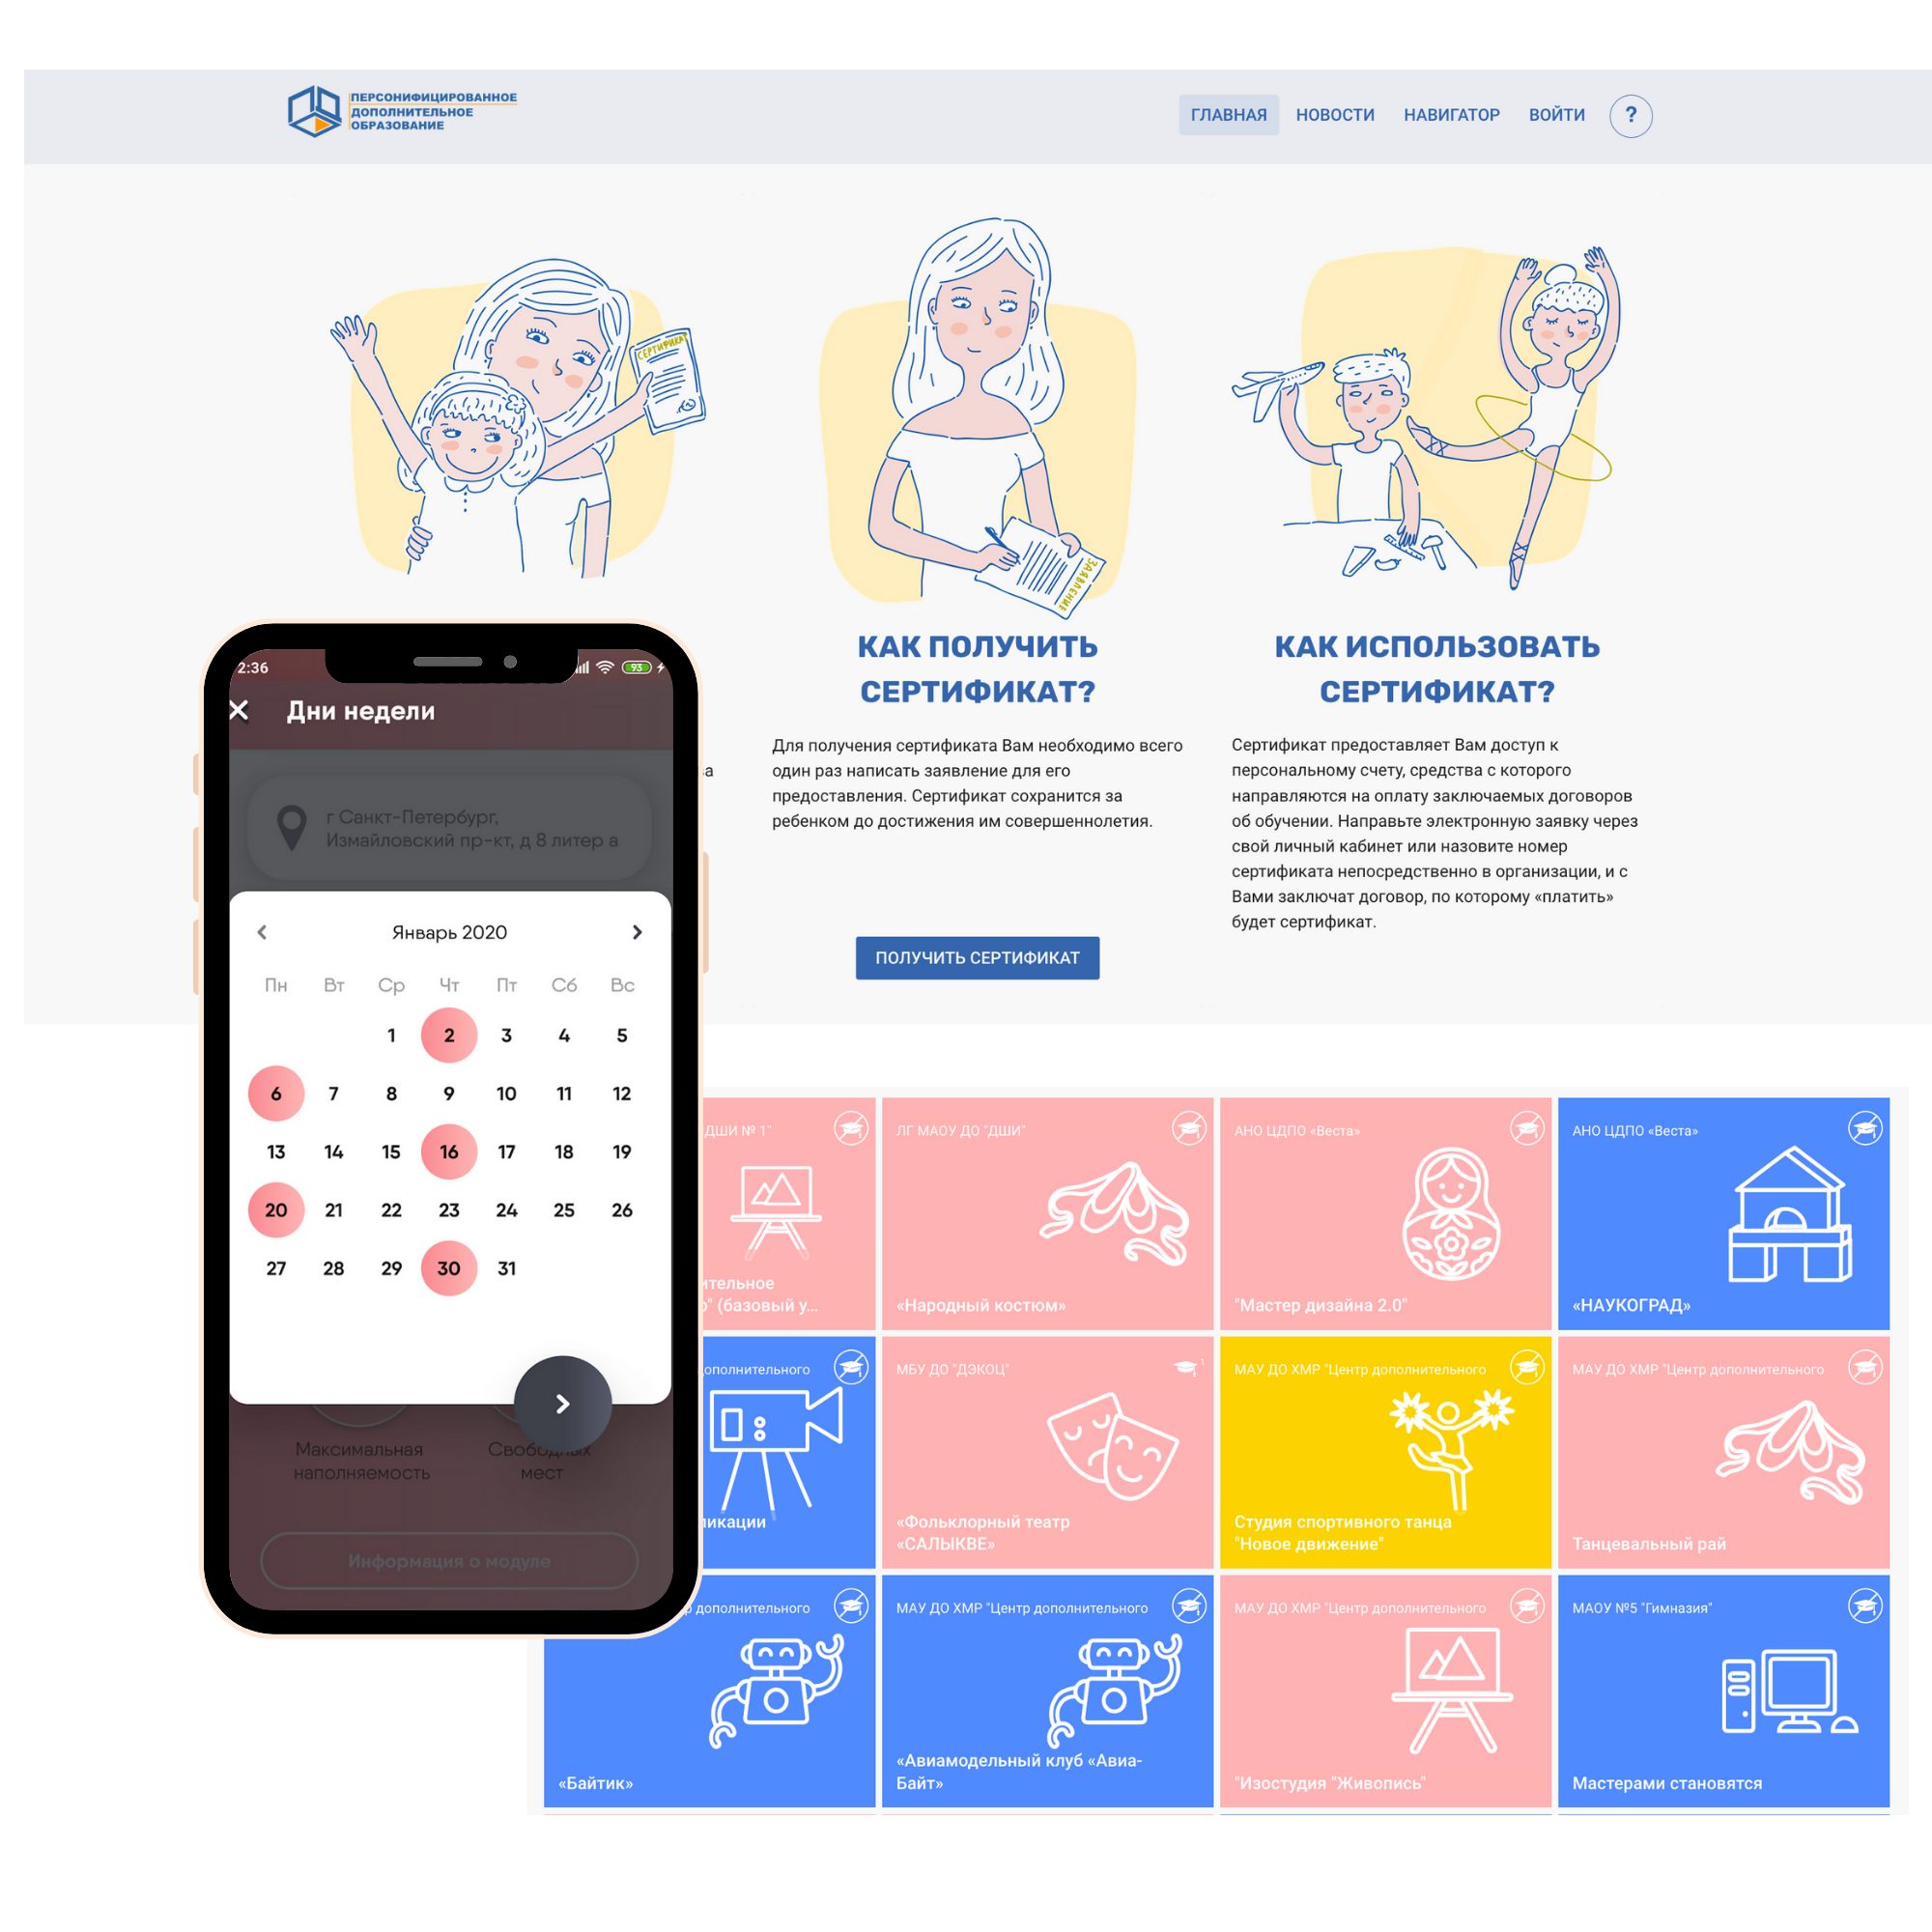 ПЕРСОНИФИЦИРОВАННОЕ
ДОПОЛНИТЕЛЬНОЕ
ОБРАЗОВАНИЕ
ГЛАВНАЯ НОВОСТИ НАВИГАТОР ВОЙТИ ?
СЕРТИФИКАТ
ЗАЯВЛЕНИЕ
КАК ПОЛУЧИТЬ
СЕРТИФИКАТ?
Для получения сертификата Вам необходимо всего
один раз написать заявление для его
предоставления. Сертификат сохранится за
ребенком до достижения им совершеннолетия.
ПОЛУЧИТЬ СЕРТИФИКАТ
КАК ИСПОЛЬЗОВАТЬ
СЕРТИФИКАТ?
Сертификат предоставляет Вам доступ к
персональному счету, средства с которого
направляются на оплату заключаемых договоров
об обучении. Направьте электронную заявку через
свой личный кабинет или назовите номер
сертификата непосредственно в организации, и с
Вами заключат договор, по которому «платить»
будет сертификат.
2:36 93
Дни недели
г Санкт-Петербург,
Измайловский пр-кт, д 8 литер а
Январь 2020
Пн Вт Ср Чт Пт Сб Вс
1 2 3 4 5
6 7 8 9 10 11 12
13 14 15 16 17 18 19
20 21 22 23 24 25 26
27 28 29 30 31
Максимальная
наполняемость
Свободных
мест
Информация о модуле
ДШИ № 1"
(базовый у...
ЛГ МАОУ ДО "ДШИ"
«Народный костюм»
АНО ЦДПО «Веста»
"Мастер дизайна 2.0"
АНО ЦДПО «Веста»
«НАУКОГРАД»
МБУ ДО "ДЭКОЦ"
1
«Фольклорный театр
«САЛЫКВЕ»
МАУ ДО ХМР "Центр дополнительного
Студия спортивного танца
"Новое движение"
МАУ ДО ХМР "Центр дополнительного
Танцевальный рай
дополнительного
«Байтик»
МАУ ДО ХМР "Центр дополнительного
«Авиамодельный клуб «Авиа-
Байт»
МАУ ДО ХМР "Центр дополнительного
"Изостудия "Живопись"
МАОУ №5 "Гимназия"
Мастерами становятся